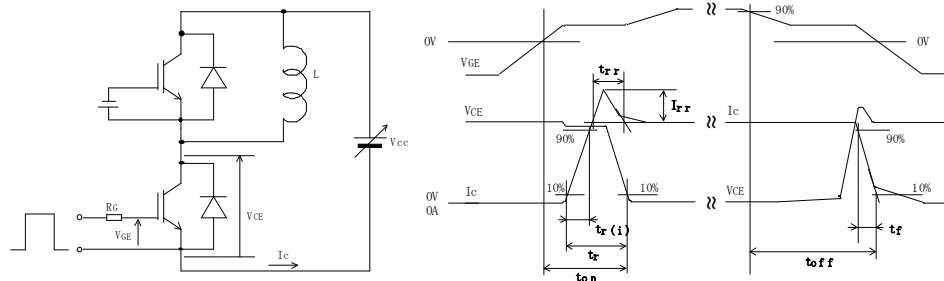 L
Vcc
RG
VGE
VCE
Ic
0V
VGE
VCE
Ic
0V
0A
trr
Irr
90%
10%
10%
tr(i)
tr
ton
90%
0V
Ic
90%
VCE
10%
tf
toff